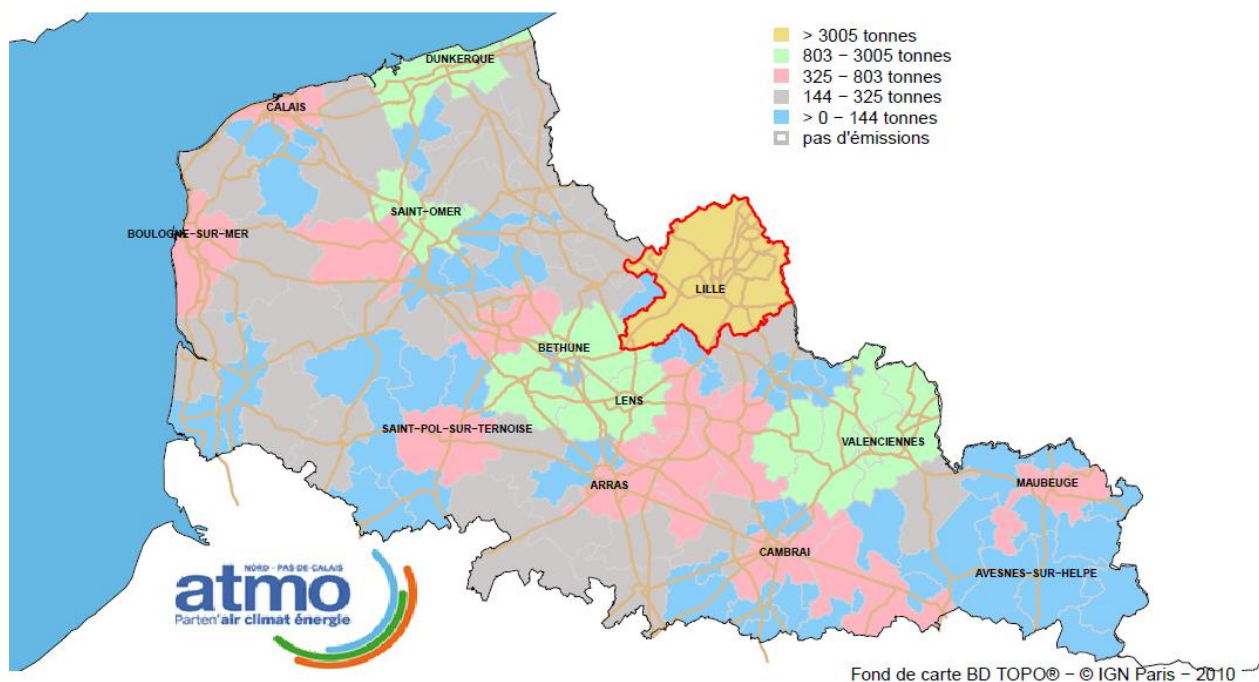 > 3005 tonnes
803 − 3005 tonnes
325 − 803 tonnes
144 − 325 tonnes
> 0 − 144 tonnes
pas d'émissions
DUNKERQUE
CALAIS
SAINT−OMER
BOULOGNE−SUR−MER
LILLE
BETHUNE
LENS
SAINT−POL−SUR−TERNOISE
VALENCIENNES
ARRAS
MAUBEUGE
CAMBRAI
AVESNES−SUR−HELPE
NORD - PAS-DE-CALAIS
atmo
Parten'air climat énergie
Fond de carte BD TOPO® − © IGN Paris − 2010